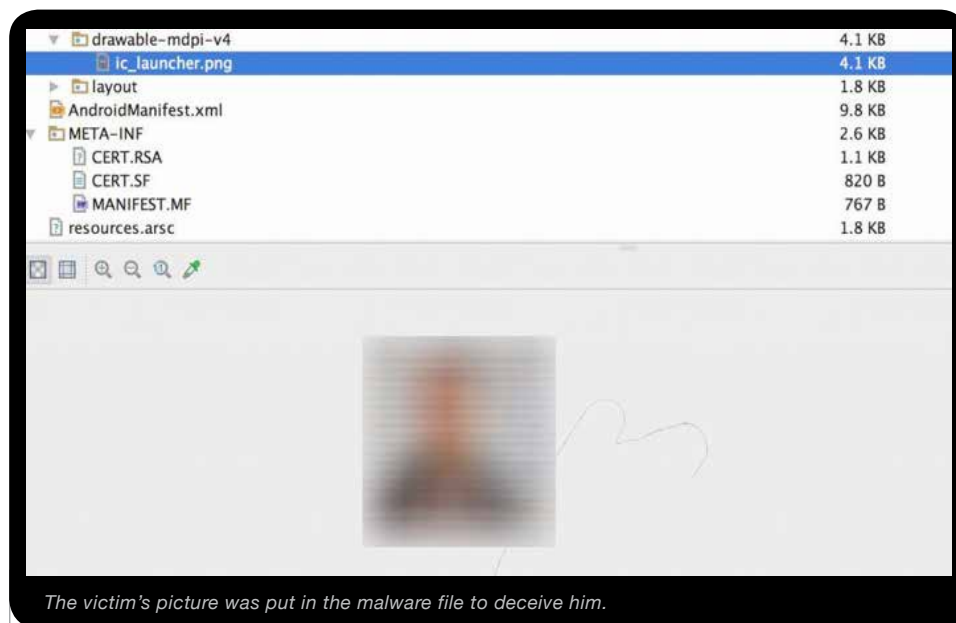 drawable-mdpi-v4 4.1 KB
ic_launcher.png 4.1 KB
layout 1.8 KB
AndroidManifest.xml 9.8 KB
META-INF 2.6 KB
CERT.RSA 1.1 KB
CERT.SF 820 B
MANIFEST.MF 767 B
resources.arsc 1.8 KB
The victim's picture was put in the malware file to deceive him.